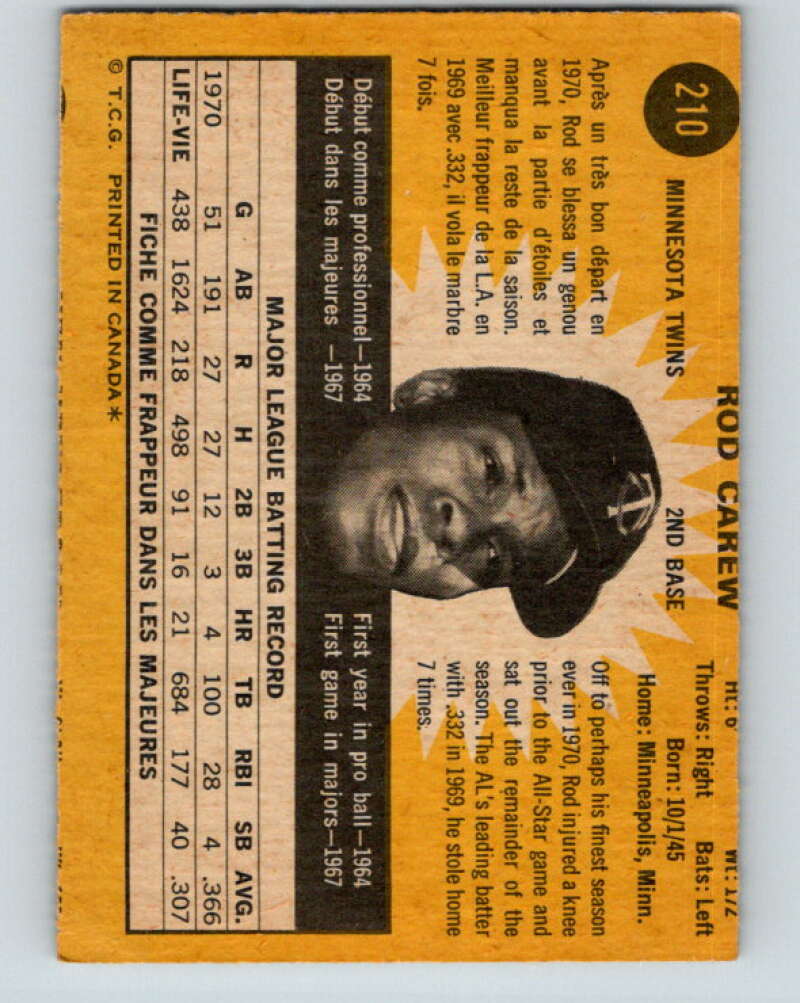 210
ROD CAREW
MINNESOTA TWINS 2ND BASE
Ht: 6 Wt: 172
Throws: Right Bats: Left
Born: 10/1/45
Home: Minneapolis, Minn.
Après un très bon départ en
1970, Rod se blessa un genou
avant la partie d'étoiles et
manqua la reste de la saison.
Meilleur frappeur de la L.A. en
1969 avec .332, il vola le marbre
7 fois.
Off to perhaps his finest season
ever in 1970, Rod injured a knee
prior to the All-Star game and
sat out the remainder of the
season. The AL's leading batter
with .332 in 1969, he stole home
7 times.
Début comme professionnel—1964
Début dans les majeures —1967
First year in pro ball—1964
First game in majors—1967
MAJOR LEAGUE BATTING RECORD
G AB R H 2B 3B HR TB RBI SB AVG.
1970 51 191 27 27 12 3 4 100 28 4 .366
LIFE-VIE 438 1624 218 498 91 16 21 684 177 40 .307
FICHE COMME FRAPPEUR DANS LES MAJEURES
© T.C.G. PRINTED IN CANADA *